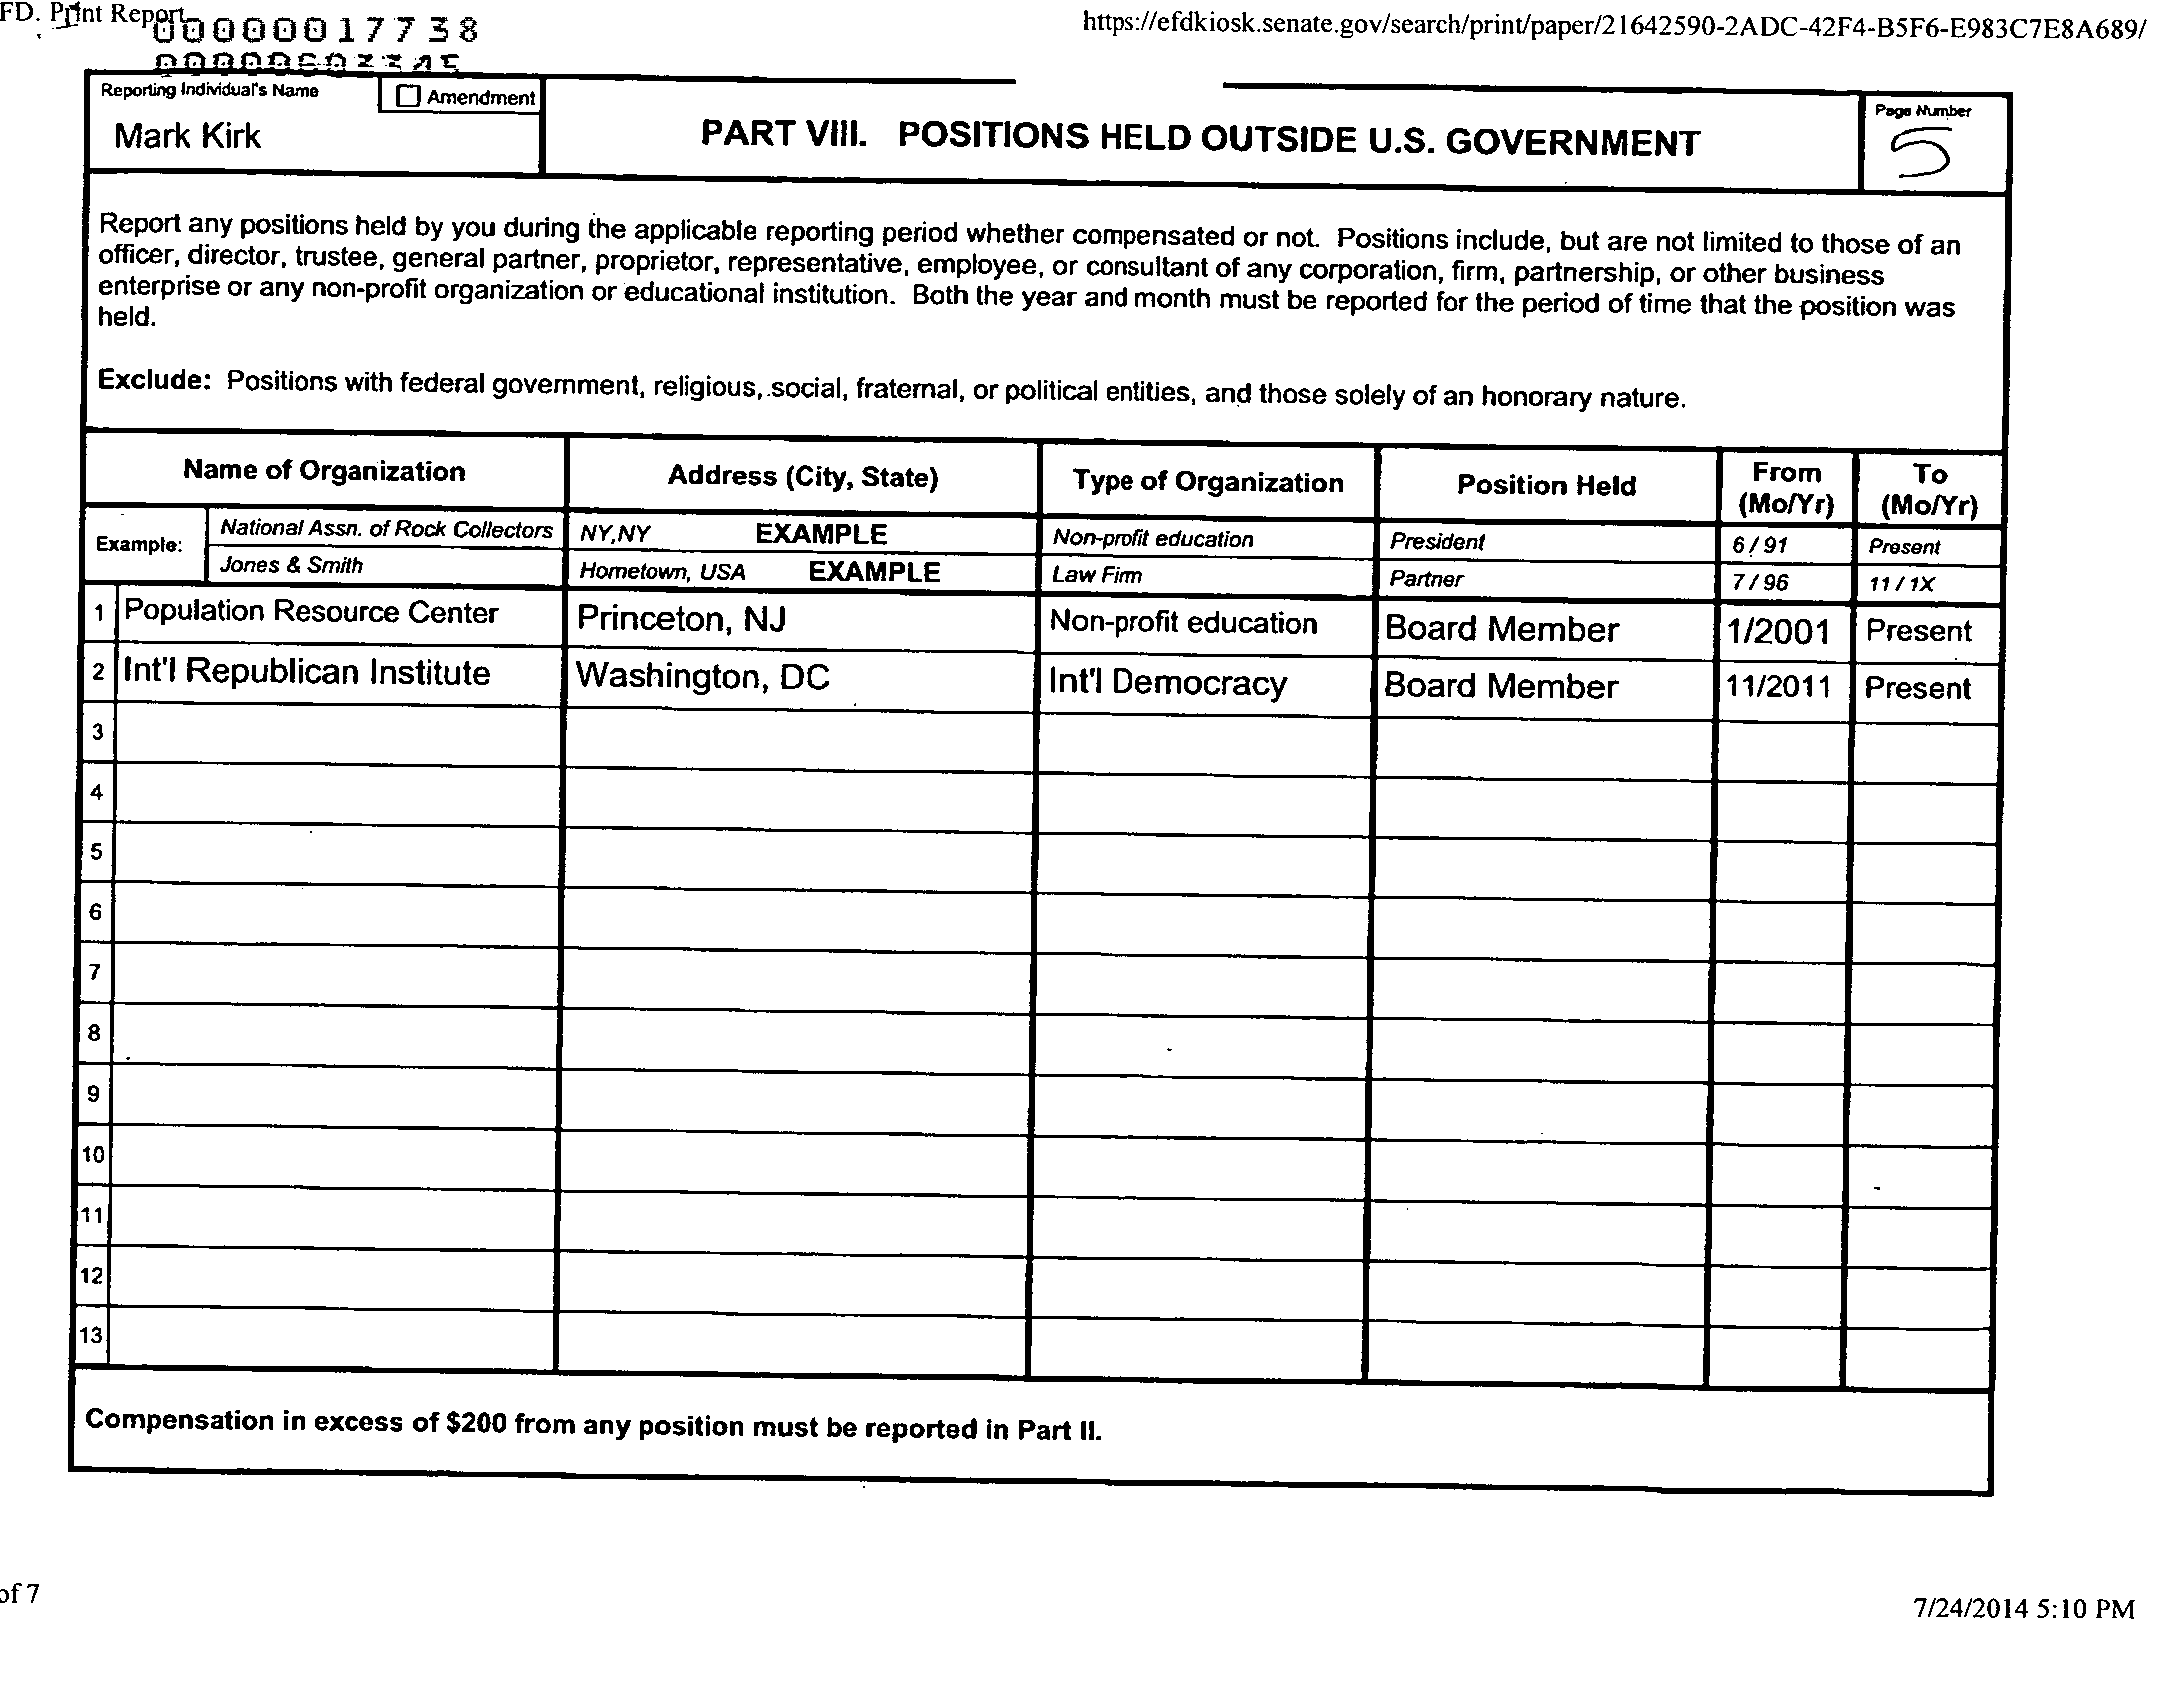 FD. Print Report
https://efdkiosk.senate.gov/search/print/paper/21642590-2ADC-42F4-B5F6-E983C7E8A689/
00000017738
Reporting Individual's Name
Amendment
Mark Kirk
PART VIII. POSITIONS HELD OUTSIDE U.S. GOVERNMENT
Page Number
5
Report any positions held by you during the applicable reporting period whether compensated or not. Positions include, but are not limited to those of an
officer, director, trustee, general partner, proprietor, representative, employee, or consultant of any corporation, firm, partnership, or other business
enterprise or any non-profit organization or educational institution. Both the year and month must be reported for the period of time that the position was
held.
Exclude: Positions with federal government, religious, social, fraternal, or political entities, and those solely of an honorary nature.
Name of Organization Address (City, State) Type of Organization Position Held From (Mo/Yr) To (Mo/Yr)
Example: National Assn. of Rock Collectors NY,NY EXAMPLE Non-profit education President 6 / 91 Present
Jones & Smith Hometown, USA EXAMPLE Law Firm Partner 7 / 96 11 / 1X
1 Population Resource Center Princeton, NJ Non-profit education Board Member 1/2001 Present
2 Int'l Republican Institute Washington, DC Int'l Democracy Board Member 11/2011 Present
3
4
5
6
7
8
9
10
11
12
13
Compensation in excess of $200 from any position must be reported in Part II.
of 7
7/24/2014 5:10 PM